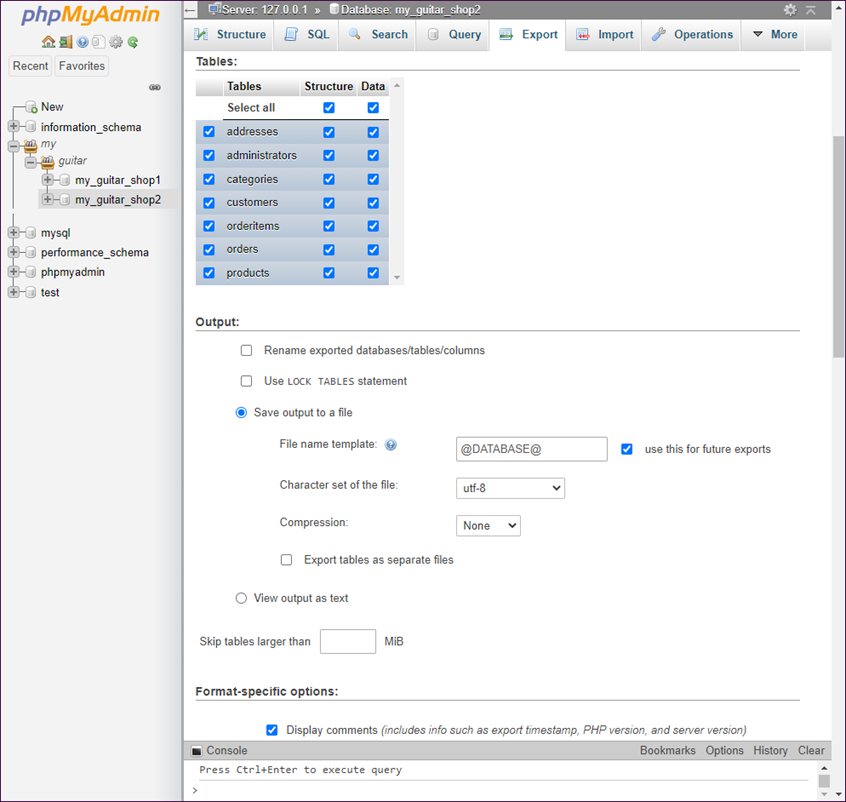 phpMyAdmin
Recent Favorites
New
information_schema
my
guitar
my_guitar_shop1
my_guitar_shop2
mysql
performance_schema
phpmyadmin
test
Server: 127.0.0.1 » Database: my_guitar_shop2
Structure SQL Search Query Export Import Operations More
Tables:
Tables Structure Data
Select all
addresses
administrators
categories
customers
orderitems
orders
products
Output:
Rename exported databases/tables/columns
Use LOCK TABLES statement
Save output to a file
File name template: @DATABASE@ use this for future exports
Character set of the file: utf-8
Compression: None
Export tables as separate files
View output as text
Skip tables larger than MiB
Format-specific options:
Display comments (includes info such as export timestamp, PHP version, and server version)
Console Bookmarks Options History Clear
Press Ctrl+Enter to execute query
>